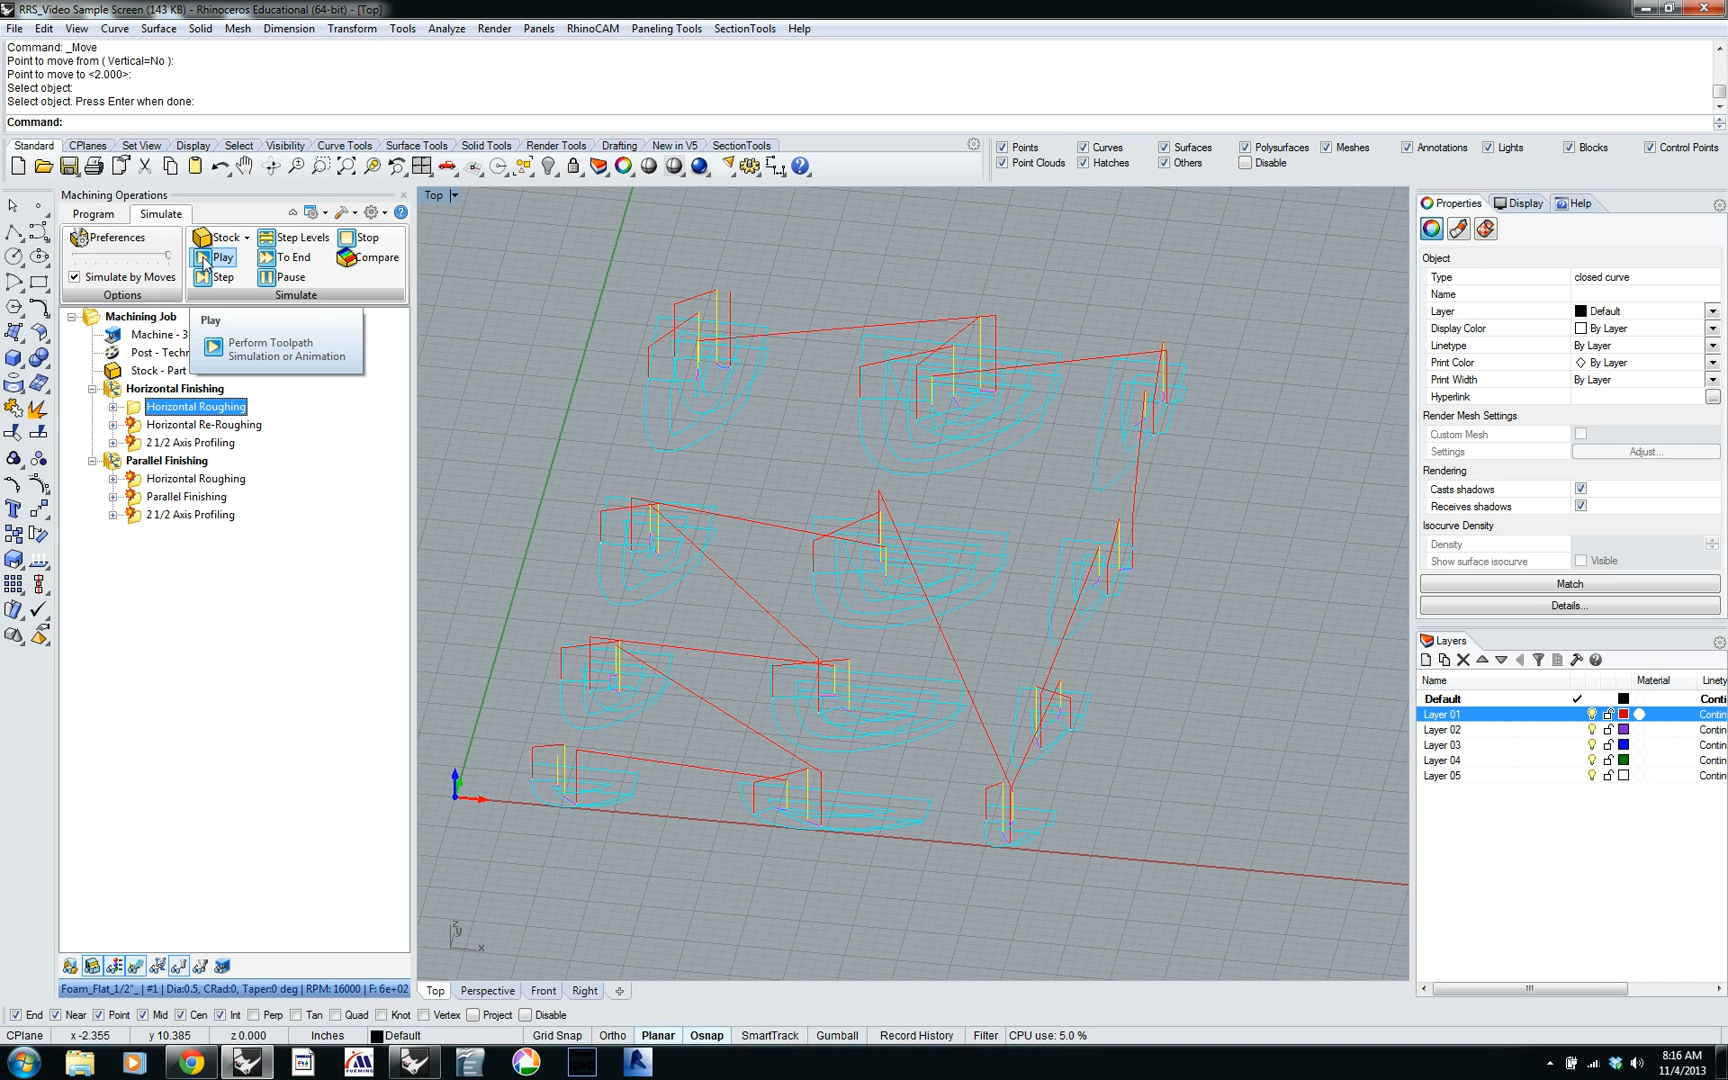 RRS_Video Sample Screen (143 KB) - Rhinoceros Educational (64-bit) - [Top]
File Edit View Curve Surface Solid Mesh Dimension Transform Tools Analyze Render Panels RhinoCAM Paneling Tools SectionTools Help
Command: _Move
Point to move from ( Vertical=No ):
Point to move to <2.000>:
Select object:
Select object. Press Enter when done:
Command:
Standard CPlanes Set View Display Select Visibility Curve Tools Surface Tools Solid Tools Render Tools Drafting New in V5 SectionTools
Points Curves Surfaces Polysurfaces Meshes Annotations Lights Blocks Control Points
Point Clouds Hatches Others Disable
Machining Operations
Program Simulate
Preferences Stock Step Levels Stop
Play To End Compare
Simulate by Moves Step Pause
Options Simulate
Machining Job
Machine - 3
Post - Techn
Stock - Part
Play
Perform Toolpath
Simulation or Animation
Horizontal Finishing
Horizontal Roughing
Horizontal Re-Roughing
2 1/2 Axis Profiling
Parallel Finishing
Horizontal Roughing
Parallel Finishing
2 1/2 Axis Profiling
Foam_Flat_1/2"_ | #1 | Dia:0.5, CRad:0, Taper:0 deg | RPM: 16000 | F: 6e+02
Top
z y x
Top Perspective Front Right
Properties Display Help
Object
Type closed curve
Name
Layer Default
Display Color By Layer
Linetype By Layer
Print Color By Layer
Print Width By Layer
Hyperlink ...
Render Mesh Settings
Custom Mesh
Settings Adjust...
Rendering
Casts shadows
Receives shadows
Isocurve Density
Density
Show surface isocurve Visible
Match
Details...
Layers
Name Material Linety
Default Conti
Layer 01 Contin
Layer 02 Contin
Layer 03 Contin
Layer 04 Contin
Layer 05 Contin
End Near Point Mid Cen Int Perp Tan Quad Knot Vertex Project Disable
CPlane x -2.355 y 10.385 z 0.000 Inches Default Grid Snap Ortho Planar Osnap SmartTrack Gumball Record History Filter CPU use: 5.0 %
8:16 AM
11/4/2013